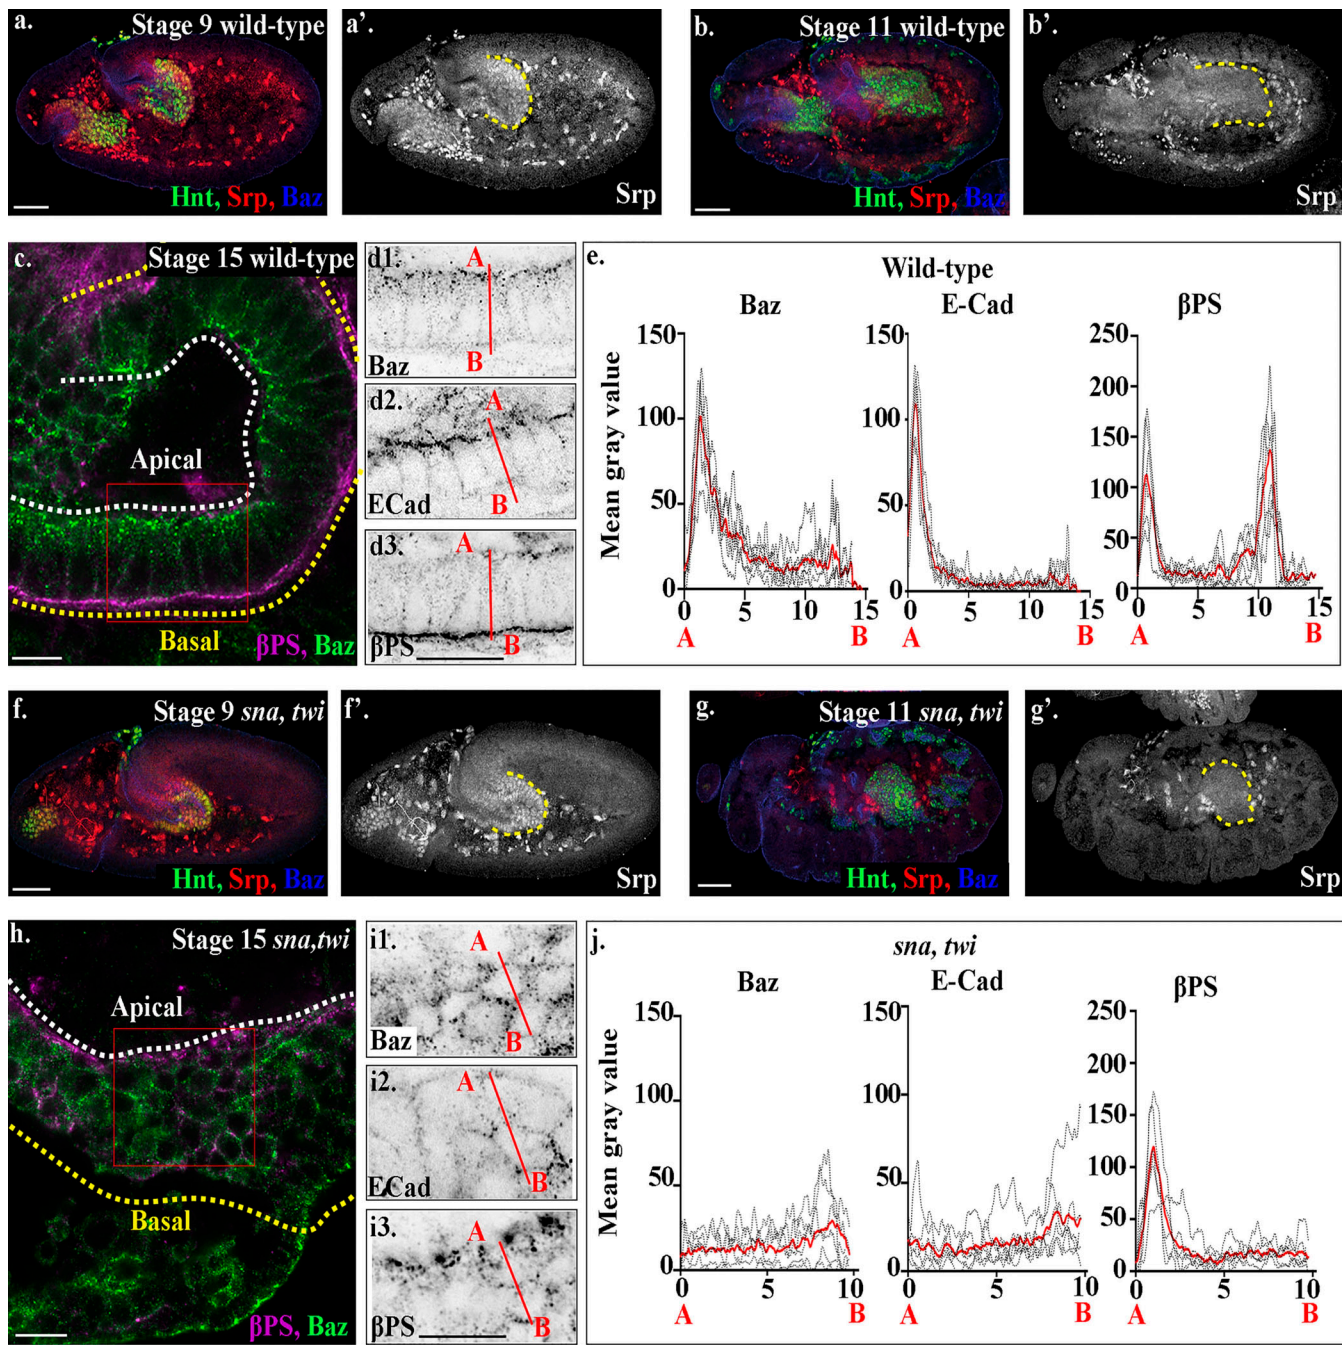 a. Stage 9 wild-type
Hnt, Srp, Baz
a'.
Srp
b. Stage 11 wild-type
Hnt, Srp, Baz
b'.
Srp
c. Stage 15 wild-type
Apical
Basal
βPS, Baz
d1.
A
B
Baz
d2.
A
B
ECad
d3.
A
B
βPS
e.
Wild-type
Baz E-Cad βPS
Mean gray value
150
100
50
0
0 5 10 15
A B
150
100
50
0
0 5 10 15
A B
250
200
150
100
50
0
0 5 10 15
A B
f. Stage 9 sna, twi
Hnt, Srp, Baz
f'.
Srp
g. Stage 11 sna, twi
Hnt, Srp, Baz
g'.
Srp
h. Stage 15 sna,twi
Apical
Basal
βPS, Baz
i1.
A
B
Baz
i2.
A
B
ECad
i3.
A
B
βPS
j.
sna, twi
Baz E-Cad βPS
Mean gray value
150
100
50
0
0 5 10
A B
150
100
50
0
0 5 10
A B
250
200
150
100
50
0
0 5 10
A B